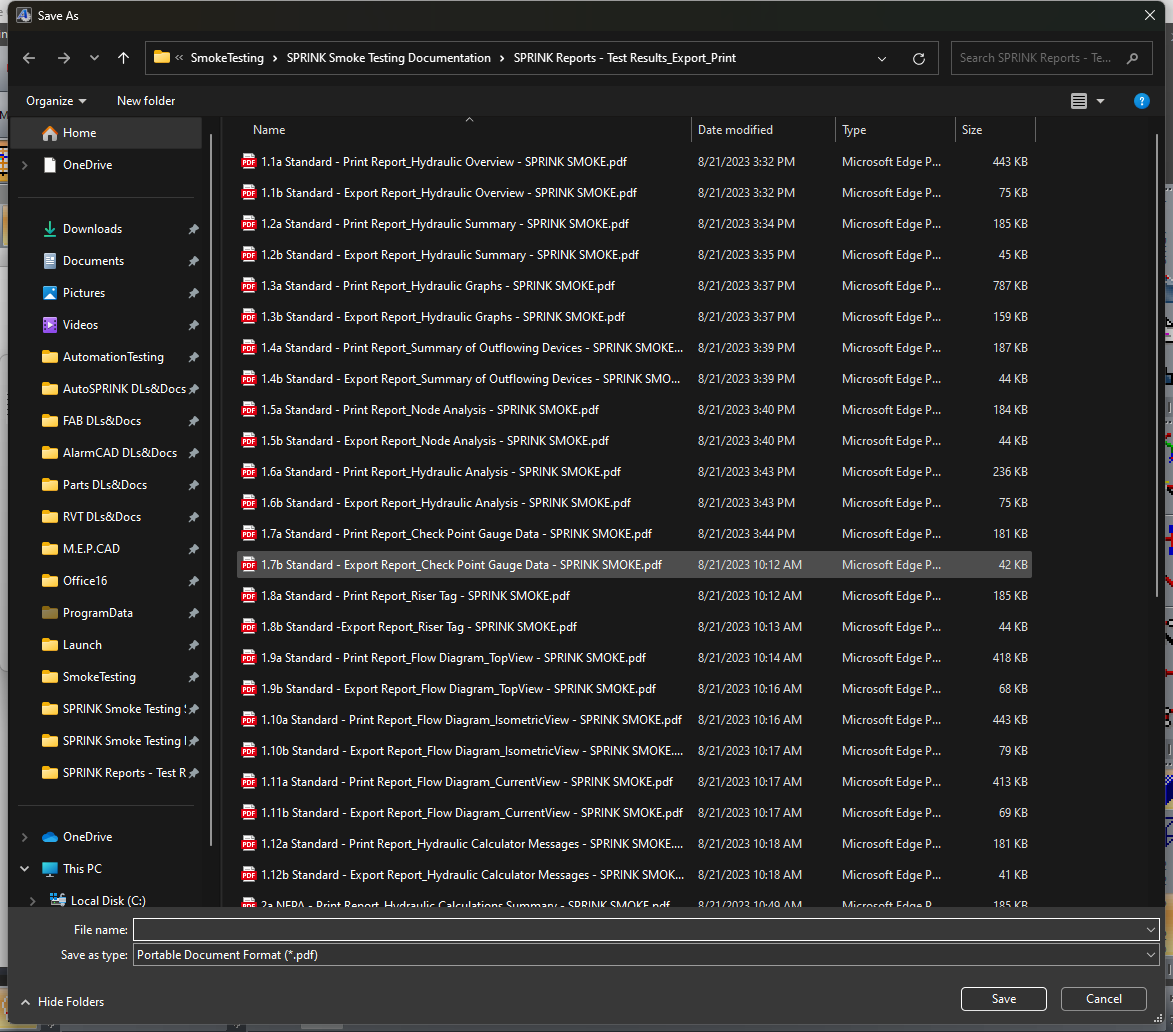 Save As
SmokeTesting > SPRINK Smoke Testing Documentation > SPRINK Reports - Test Results_Export_Print
Search SPRINK Reports - Te...
Organize
New folder
Home
OneDrive
Downloads
Documents
Pictures
Videos
AutomationTesting
AutoSPRINK DLs&Docs
FAB DLs&Docs
AlarmCAD DLs&Docs
Parts DLs&Docs
RVT DLs&Docs
M.E.P.CAD
Office16
ProgramData
Launch
SmokeTesting
SPRINK Smoke Testing
SPRINK Smoke Testing
SPRINK Reports - Test R
OneDrive
This PC
Local Disk (C:)
Name Date modified Type Size
1.1a Standard - Print Report_Hydraulic Overview - SPRINK SMOKE.pdf 8/21/2023 3:32 PM Microsoft Edge P... 443 KB
1.1b Standard - Export Report_Hydraulic Overview - SPRINK SMOKE.pdf 8/21/2023 3:32 PM Microsoft Edge P... 75 KB
1.2a Standard - Print Report_Hydraulic Summary - SPRINK SMOKE.pdf 8/21/2023 3:34 PM Microsoft Edge P... 185 KB
1.2b Standard - Export Report_Hydraulic Summary - SPRINK SMOKE.pdf 8/21/2023 3:35 PM Microsoft Edge P... 45 KB
1.3a Standard - Print Report_Hydraulic Graphs - SPRINK SMOKE.pdf 8/21/2023 3:37 PM Microsoft Edge P... 787 KB
1.3b Standard - Export Report_Hydraulic Graphs - SPRINK SMOKE.pdf 8/21/2023 3:37 PM Microsoft Edge P... 159 KB
1.4a Standard - Print Report_Summary of Outflowing Devices - SPRINK SMOKE... 8/21/2023 3:39 PM Microsoft Edge P... 187 KB
1.4b Standard - Export Report_Summary of Outflowing Devices - SPRINK SMO... 8/21/2023 3:39 PM Microsoft Edge P... 44 KB
1.5a Standard - Print Report_Node Analysis - SPRINK SMOKE.pdf 8/21/2023 3:40 PM Microsoft Edge P... 184 KB
1.5b Standard - Export Report_Node Analysis - SPRINK SMOKE.pdf 8/21/2023 3:40 PM Microsoft Edge P... 44 KB
1.6a Standard - Print Report_Hydraulic Analysis - SPRINK SMOKE.pdf 8/21/2023 3:43 PM Microsoft Edge P... 236 KB
1.6b Standard - Export Report_Hydraulic Analysis - SPRINK SMOKE.pdf 8/21/2023 3:43 PM Microsoft Edge P... 75 KB
1.7a Standard - Print Report_Check Point Gauge Data - SPRINK SMOKE.pdf 8/21/2023 3:44 PM Microsoft Edge P... 181 KB
1.7b Standard - Export Report_Check Point Gauge Data - SPRINK SMOKE.pdf 8/21/2023 10:12 AM Microsoft Edge P... 42 KB
1.8a Standard - Print Report_Riser Tag - SPRINK SMOKE.pdf 8/21/2023 10:12 AM Microsoft Edge P... 185 KB
1.8b Standard -Export Report_Riser Tag - SPRINK SMOKE.pdf 8/21/2023 10:13 AM Microsoft Edge P... 44 KB
1.9a Standard - Print Report_Flow Diagram_TopView - SPRINK SMOKE.pdf 8/21/2023 10:14 AM Microsoft Edge P... 418 KB
1.9b Standard - Export Report_Flow Diagram_TopView - SPRINK SMOKE.pdf 8/21/2023 10:16 AM Microsoft Edge P... 68 KB
1.10a Standard - Print Report_Flow Diagram_IsometricView - SPRINK SMOKE.pdf 8/21/2023 10:16 AM Microsoft Edge P... 443 KB
1.10b Standard - Export Report_Flow Diagram_IsometricView - SPRINK SMOKE.... 8/21/2023 10:17 AM Microsoft Edge P... 79 KB
1.11a Standard - Print Report_Flow Diagram_CurrentView - SPRINK SMOKE.pdf 8/21/2023 10:17 AM Microsoft Edge P... 413 KB
1.11b Standard - Export Report_Flow Diagram_CurrentView - SPRINK SMOKE.pdf 8/21/2023 10:17 AM Microsoft Edge P... 69 KB
1.12a Standard - Print Report_Hydraulic Calculator Messages - SPRINK SMOKE.... 8/21/2023 10:18 AM Microsoft Edge P... 181 KB
1.12b Standard - Export Report_Hydraulic Calculator Messages - SPRINK SMOK... 8/21/2023 10:18 AM Microsoft Edge P... 41 KB
2a NFPA - Print Report_Hydraulic Calculations Summary - SPRINK SMOKE.pdf 8/21/2023 10:49 AM Microsoft Edge P... 185 KB
File name:
Save as type: Portable Document Format (*.pdf)
Hide Folders
Save
Cancel